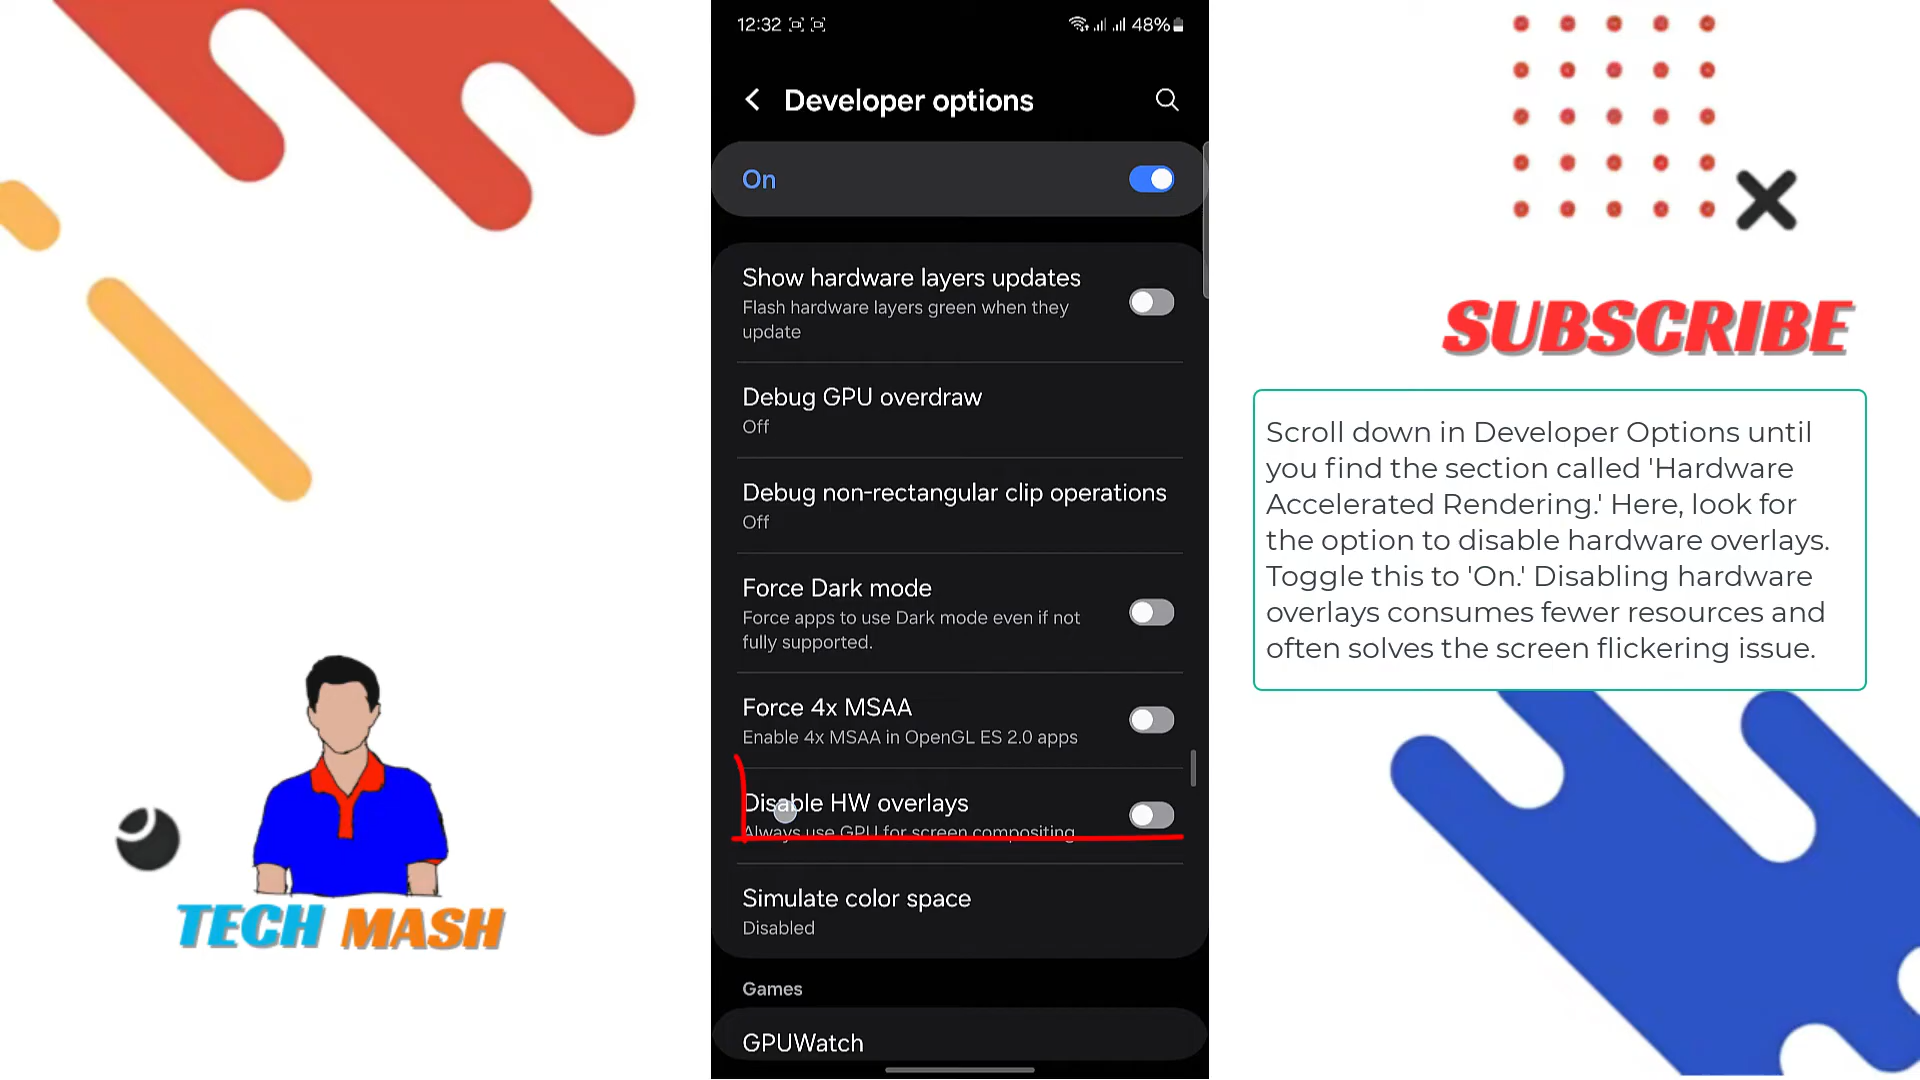 12:32
48%
Developer options
On
Show hardware layers updates
Flash hardware layers green when they
update
Debug GPU overdraw
Off
Debug non-rectangular clip operations
Off
Force Dark mode
Force apps to use Dark mode even if not
fully supported.
Force 4x MSAA
Enable 4x MSAA in OpenGL ES 2.0 apps
Disable HW overlays
Always use GPU for screen compositing
Simulate color space
Disabled
Games
GPUWatch
SUBSCRIBE
Scroll down in Developer Options until
you find the section called 'Hardware
Accelerated Rendering.' Here, look for
the option to disable hardware overlays.
Toggle this to 'On.' Disabling hardware
overlays consumes fewer resources and
often solves the screen flickering issue.
TECH MASH